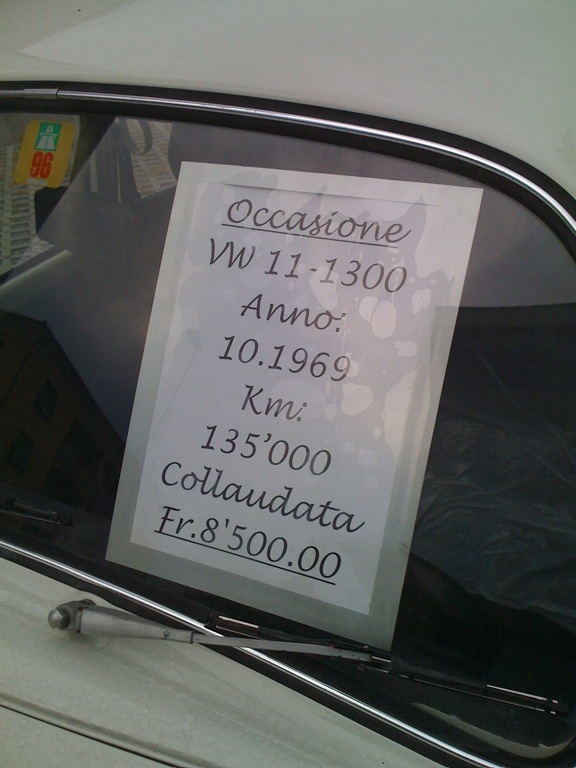 96
Occasione
VW 11-1300
Anno:
10.1969
Km:
135'000
Collaudata
Fr.8'500.00